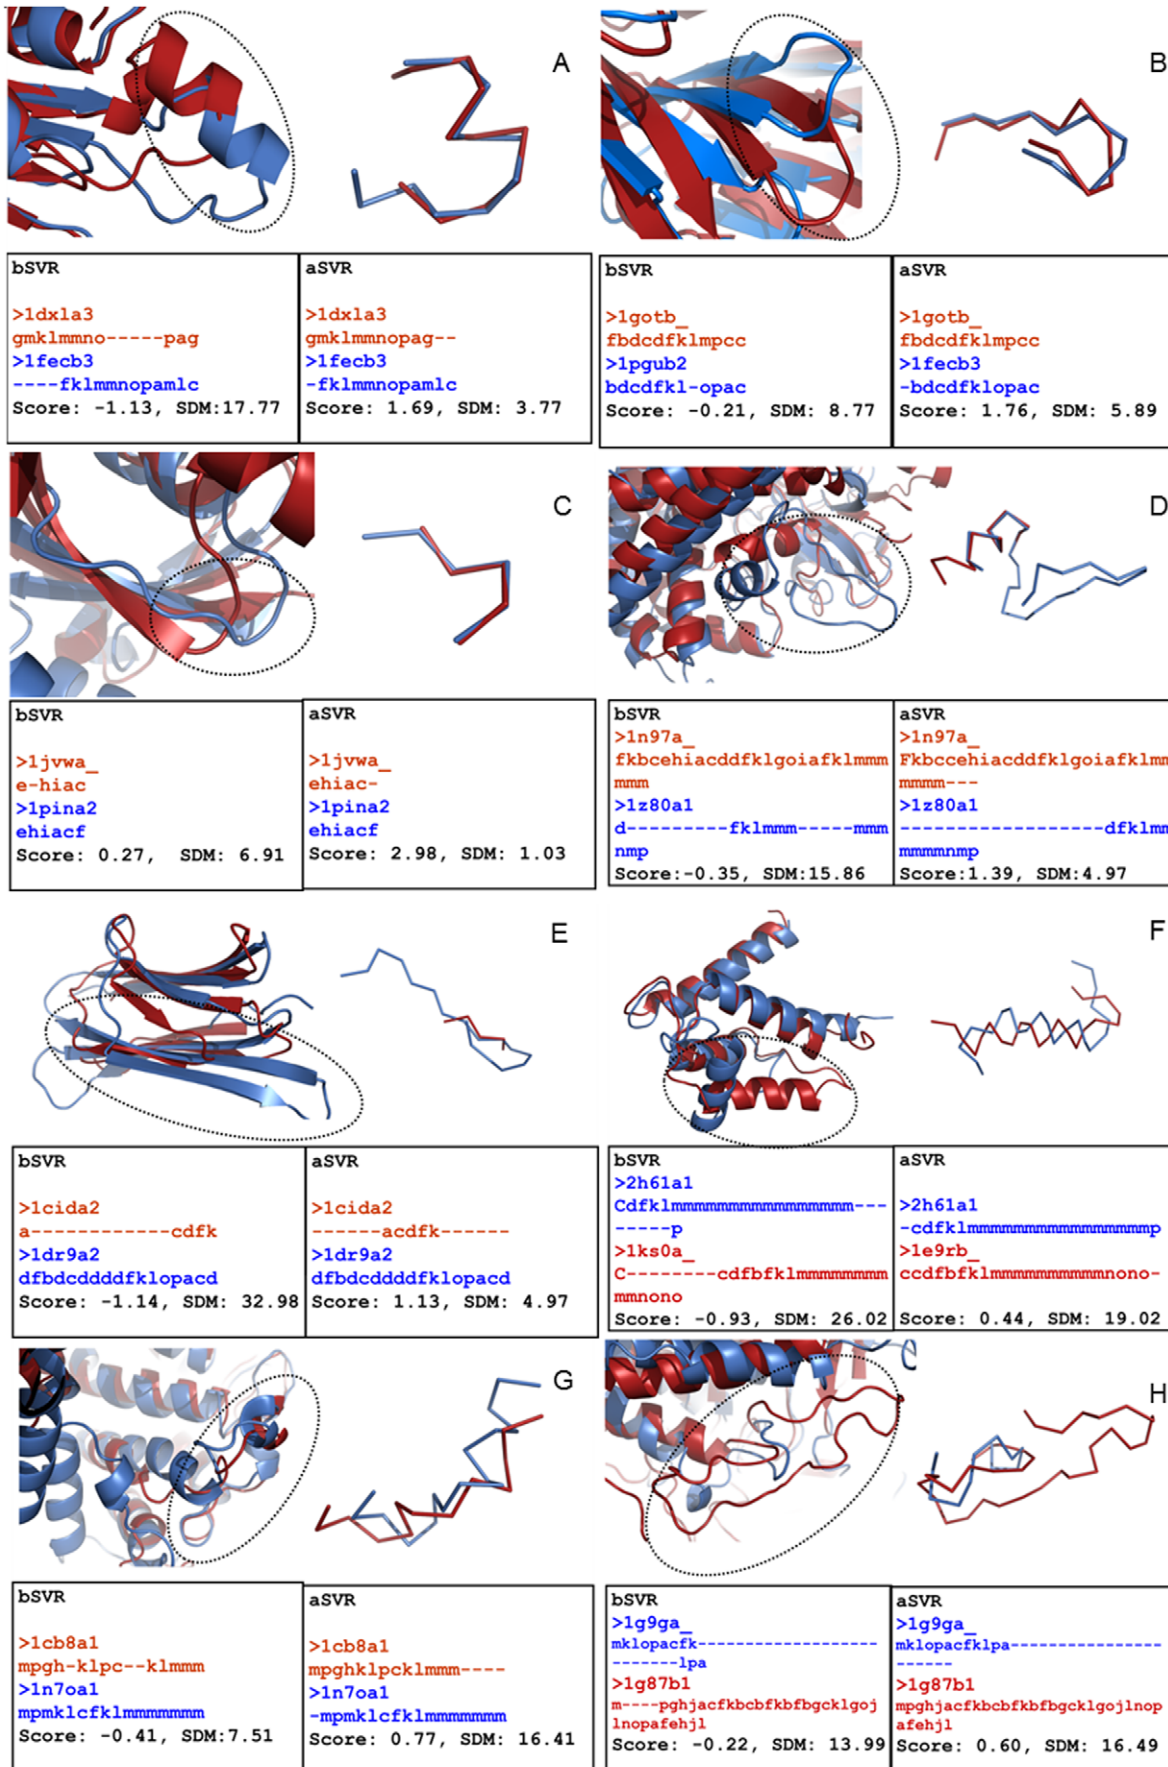 A
bSVR
>1dxla3
gmklmmno-----pag
>1fecb3
----fklmmnopamlc
Score: -1.13, SDM:17.77
aSVR
>1dxla3
gmklmmnopag--
>1fecb3
-fklmmnopamlc
Score: 1.69, SDM: 3.77
B
bSVR
>1gotb_
fbdcdfklmpcc
>1pgub2
bdcdfkl-opac
Score: -0.21, SDM: 8.77
aSVR
>1gotb_
fbdcdfklmpcc
>1fecb3
-bdcdfklopac
Score: 1.76, SDM: 5.89
C
bSVR
>1jvwa_
e-hiac
>1pina2
ehiacf
Score: 0.27, SDM: 6.91
aSVR
>1jvwa_
ehiac-
>1pina2
ehiacf
Score: 2.98, SDM: 1.03
D
bSVR
>1n97a_
fkbcehiacddfklgoiafklmmm
mmm
>1z80a1
d---------fklmmm------mmm
nmp
Score:-0.35, SDM:15.86
aSVR
>1n97a_
Fkbccehiacddfklgoiafklmm
mmmm---
>1z80a1
------------------dfklmm
mmmmnmp
Score:1.39, SDM:4.97
E
bSVR
>1cida2
a------------cdfk
>1dr9a2
dfbdcddddfklopacd
Score: -1.14, SDM: 32.98
aSVR
>1cida2
------acdfk------
>1dr9a2
dfbdcddddfklopacd
Score: 1.13, SDM: 4.97
F
bSVR
>2h61a1
Cdfklmmmmmmmmmmmmmmmm---
-----p
>1ks0a_
C--------cdfbfklmmmmmmmm
mmnono
Score: -0.93, SDM: 26.02
aSVR
>2h61a1
-cdfklmmmmmmmmmmmmmmmmp
>1e9rb_
ccdfbfklmmmmmmmmmmnono-
Score: 0.44, SDM: 19.02
G
bSVR
>1cb8a1
mpgh-klpc--klmmm
>1n7oa1
mpmklcfklmmmmmmm
Score: -0.41, SDM:7.51
aSVR
>1cb8a1
mpghklpcklmmm----
>1n7oa1
-mpmklcfklmmmmmmm
Score: 0.77, SDM: 16.41
H
bSVR
>1g9ga_
mklopacfk--------------------
-------lpa
>1g87b1
m----pghjacfkbcbfkbfbgcklgoj
lnopafehjl
Score: -0.22, SDM: 13.99
aSVR
>1g9ga_
mklopacfklpa-----------------
------
>1g87b1
mpghjacfkbcbfkbfbgcklgojlnop
afehjl
Score: 0.60, SDM: 16.49